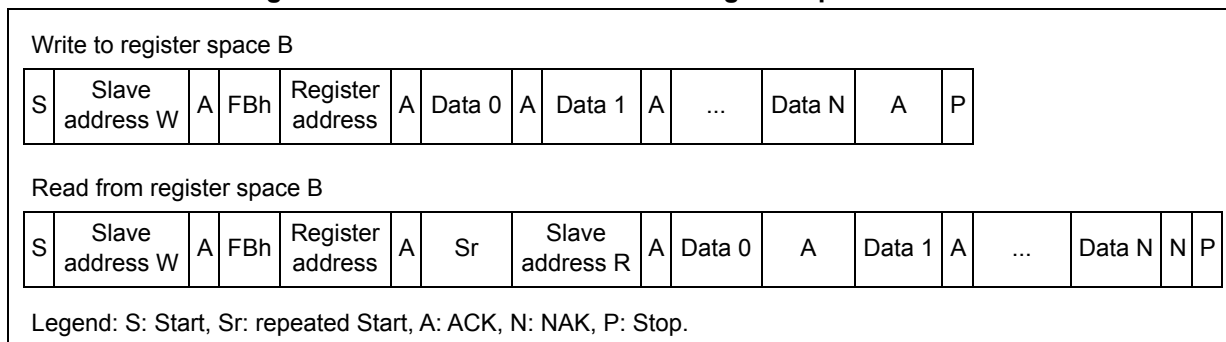 Write to register space B
S Slave address W A FBh Register address A Data 0 A Data 1 A ... Data N A P
Read from register space B
S Slave address W A FBh Register address A Sr Slave address R A Data 0 A Data 1 A ... Data N N P
Legend: S: Start, Sr: repeated Start, A: ACK, N: NAK, P: Stop.